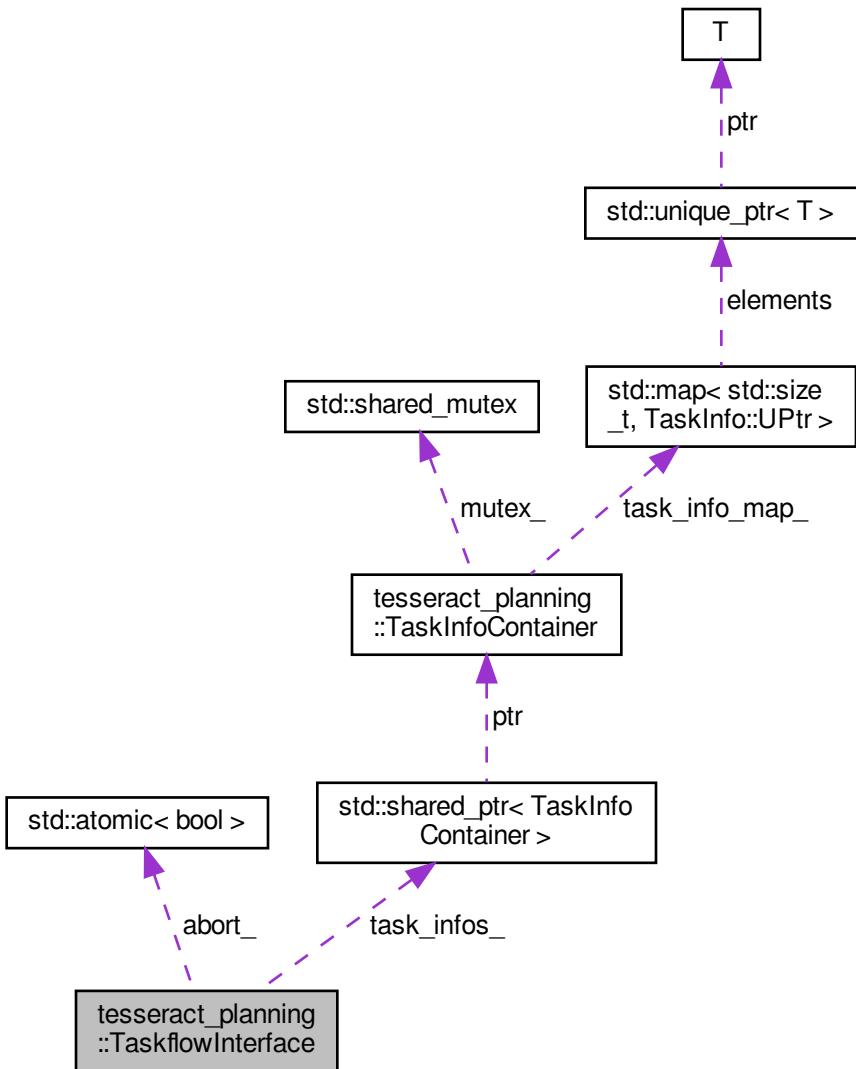 T
ptr
std::unique_ptr< T >
elements
std::map< std::size
_t, TaskInfo::UPtr >
std::shared_mutex
mutex_
task_info_map_
tesseract_planning
::TaskInfoContainer
ptr
std::shared_ptr< TaskInfo
Container >
std::atomic< bool >
abort_
task_infos_
tesseract_planning
::TaskflowInterface